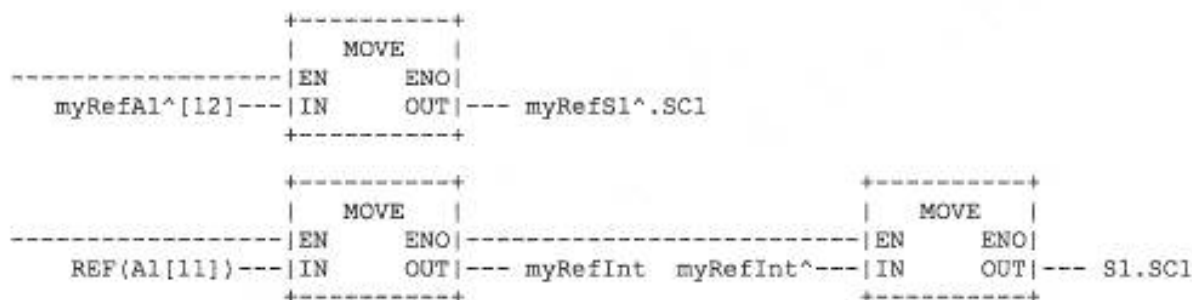 +-----------+
| MOVE |
-------------------|EN ENO|
myRefA1^[12]---|IN OUT|--- myRefS1^.SC1
+-----------+
+-----------+ +-----------+
| MOVE | | MOVE |
-------------------|EN ENO|----------------------------|EN ENO|
REF(A1[11])---|IN OUT|--- myRefInt myRefInt^---|IN OUT|--- S1.SC1
+-----------+ +-----------+